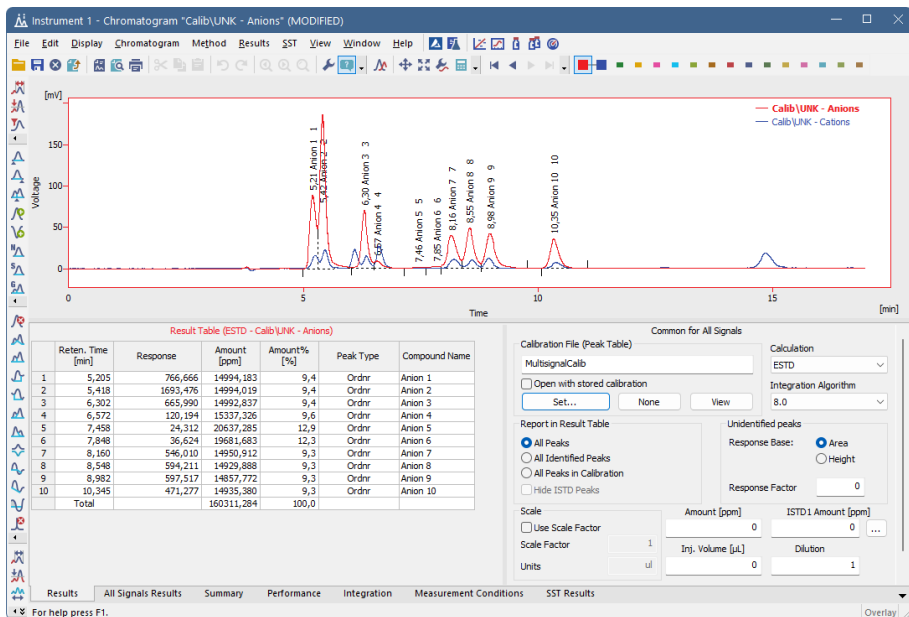 Instrument 1 - Chromatogram "Calib\UNK - Anions" (MODIFIED)
File Edit Display Chromatogram Method Results SST View Window Help
[mV]
150
100
50
0
Voltage
5,21 Anion 1 1
5,42 Anion 2 2
6,30 Anion 3 3
6,57 Anion 4 4
7,46 Anion 5 5
7,85 Anion 6 6
8,16 Anion 7 7
8,55 Anion 8 8
8,98 Anion 9 9
10,35 Anion 10 10
Calib\UNK - Anions
Calib\UNK - Cations
0 5 10 15 [min]
Time
Result Table (ESTD - Calib\UNK - Anions)
Reten. Time [min] Response Amount [ppm] Amount% [%] Peak Type Compound Name
1 5,205 766,666 14994,183 9,4 Ordnr Anion 1
2 5,418 1693,476 14994,019 9,4 Ordnr Anion 2
3 6,302 665,990 14992,837 9,4 Ordnr Anion 3
4 6,572 120,194 15337,326 9,6 Ordnr Anion 4
5 7,458 24,312 20637,285 12,9 Ordnr Anion 5
6 7,848 36,624 19681,683 12,3 Ordnr Anion 6
7 8,160 546,010 14950,912 9,3 Ordnr Anion 7
8 8,548 594,211 14929,888 9,3 Ordnr Anion 8
9 8,982 597,517 14857,772 9,3 Ordnr Anion 9
10 10,345 471,277 14935,380 9,3 Ordnr Anion 10
Total 160311,284 100,0
Common for All Signals
Calibration File (Peak Table)
MultisignalCalib
Open with stored calibration
Set... None View
Calculation
ESTD
Integration Algorithm
8.0
Report in Result Table
All Peaks
All Identified Peaks
All Peaks in Calibration
Hide ISTD Peaks
Unidentified peaks
Response Base: Area
Height
Response Factor 0
Scale
Use Scale Factor
Scale Factor 1
Units ul
Amount [ppm]
0
ISTD1 Amount [ppm]
0 ...
Inj. Volume [µL]
0
Dilution
1
Results All Signals Results Summary Performance Integration Measurement Conditions SST Results
For help press F1.
Overlay